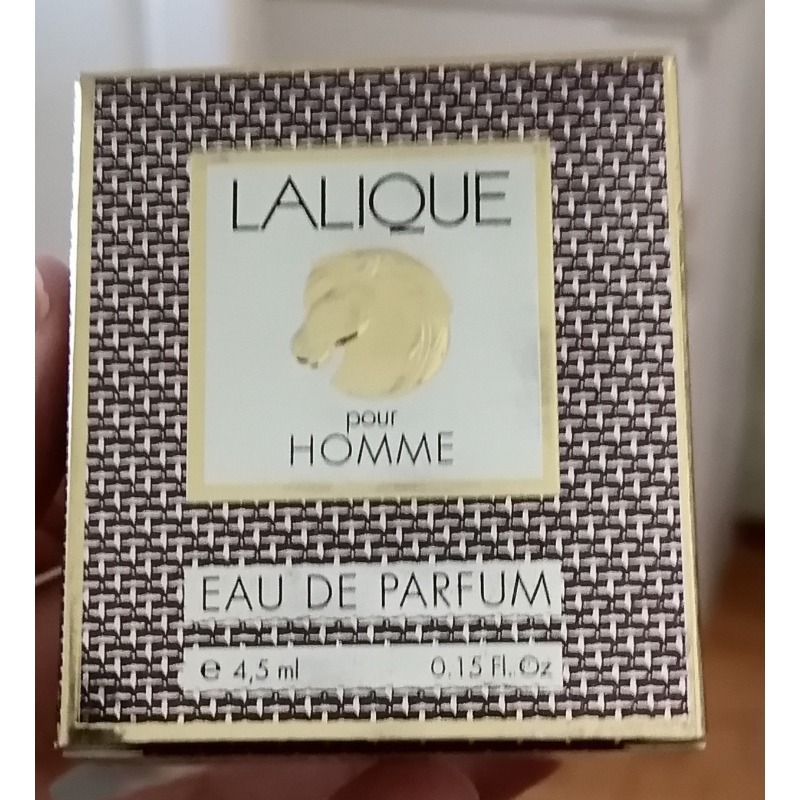 LALIQUE
pour
HOMME
EAU DE PARFUM
℮ 4,5 ml 0.15 Fl. Oz